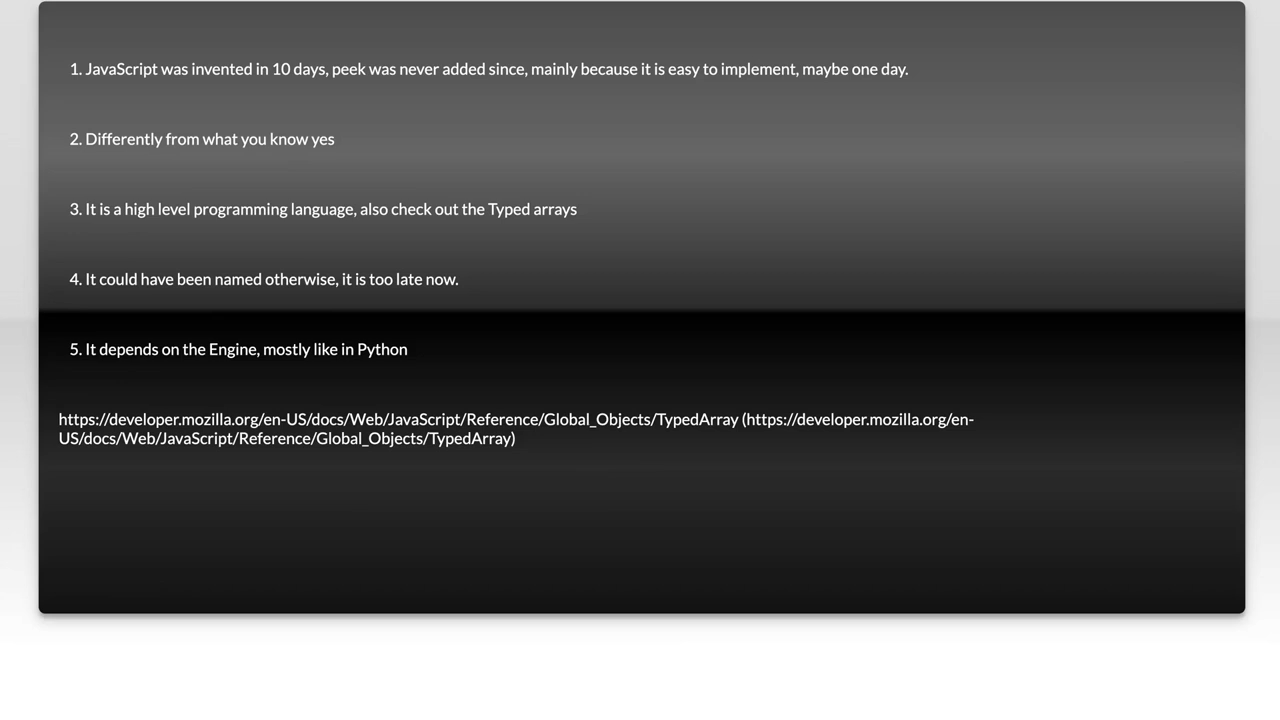 1. JavaScript was invented in 10 days, peek was never added since, mainly because it is easy to implement, maybe one day.
2. Differently from what you know yes
3. It is a high level programming language, also check out the Typed arrays
4. It could have been named otherwise, it is too late now.
5. It depends on the Engine, mostly like in Python
https://developer.mozilla.org/en-US/docs/Web/JavaScript/Reference/Global_Objects/TypedArray (https://developer.mozilla.org/en-
US/docs/Web/JavaScript/Reference/Global_Objects/TypedArray)